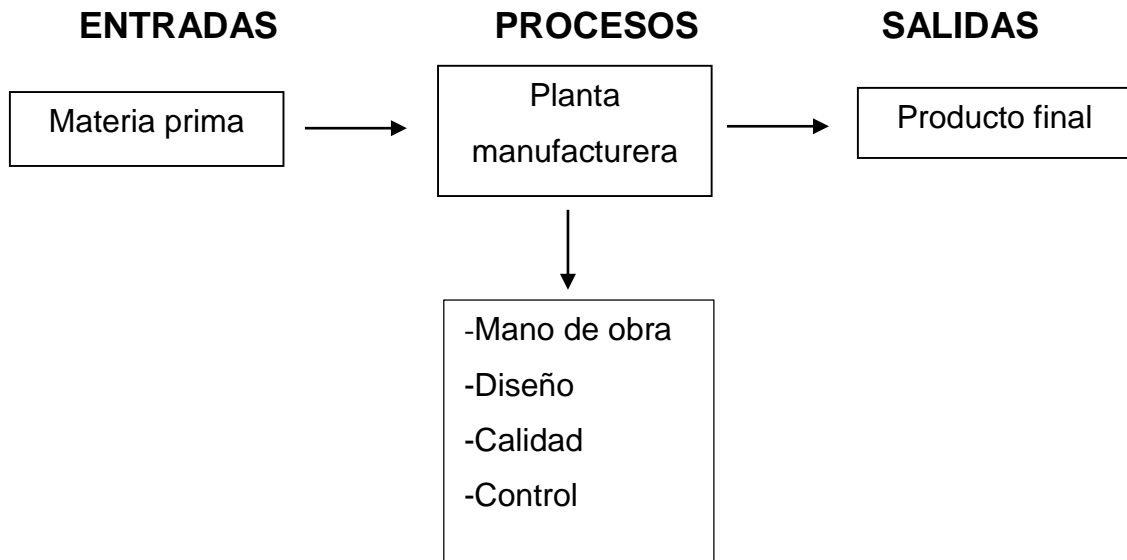 ENTRADAS PROCESOS SALIDAS
Materia prima
Planta
manufacturera
Producto final
-Mano de obra
-Diseño
-Calidad
-Control